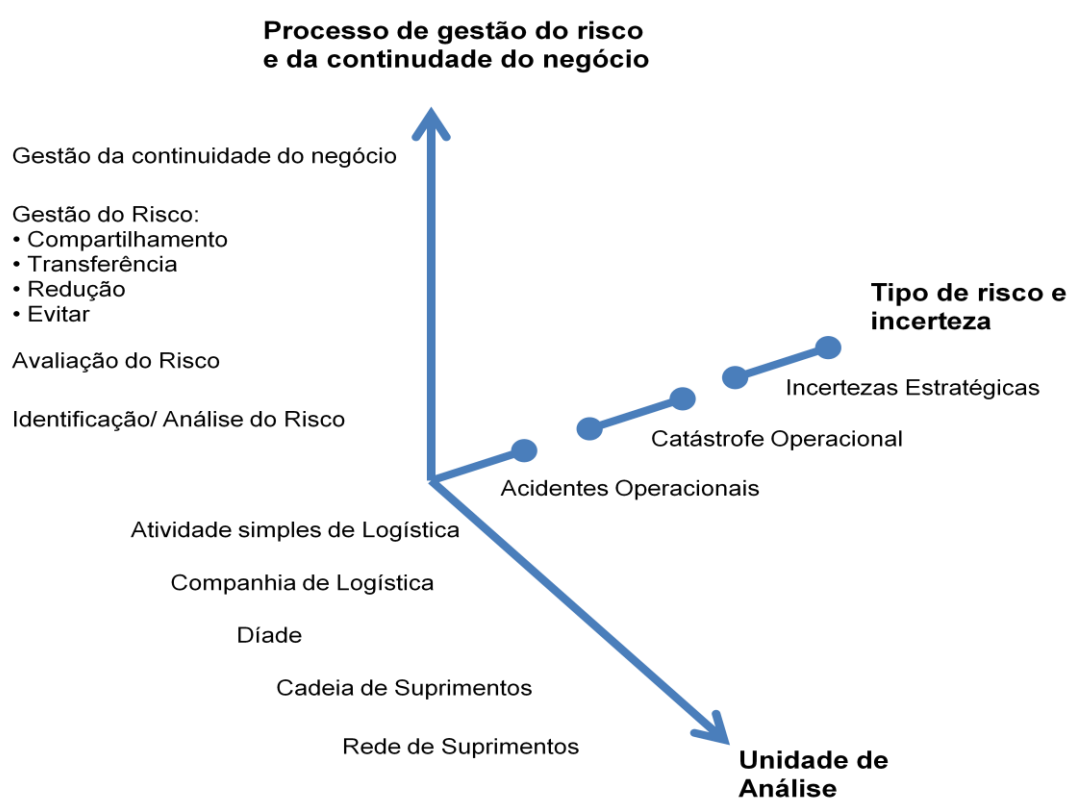 Processo de gestão do risco
e da continudade do negócio
Gestão da continuidade do negócio
Gestão do Risco:
• Compartilhamento
• Transferência
• Redução
• Evitar
Avaliação do Risco
Identificação/ Análise do Risco
Tipo de risco e
incerteza
Incertezas Estratégicas
Catástrofe Operacional
Acidentes Operacionais
Atividade simples de Logística
Companhia de Logística
Díade
Cadeia de Suprimentos
Rede de Suprimentos
Unidade de
Análise